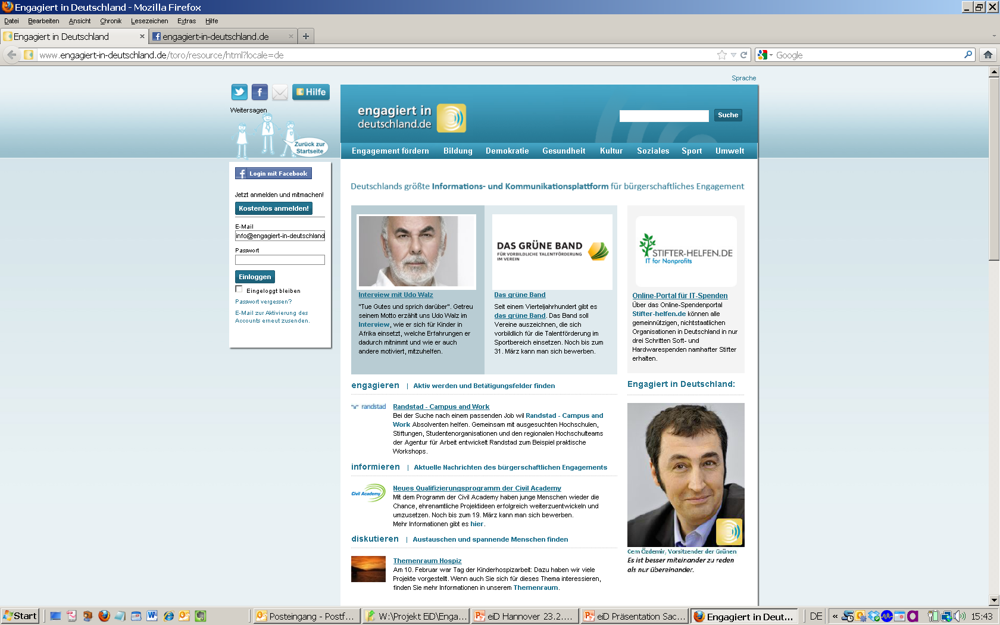 Engagiert in Deutschland - Mozilla Firefox
Datei Bearbeiten Ansicht Chronik Lesezeichen Extras Hilfe
Engagiert in Deutschland
engagiert-in-deutschland.de
www.engagiert-in-deutschland.de/toro/resource/html?locale=de
Google
Sprache
Hilfe
Weitersagen
Zurück zur
Startseite
engagiert in
deutschland.de
Suche
Engagement fördern Bildung Demokratie Gesundheit Kultur Soziales Sport Umwelt
Login mit Facebook
Jetzt anmelden und mitmachen!
Kostenlos anmelden!
E-Mail
info@engagiert-in-deutschland
Passwort
Einloggen
Eingeloggt bleiben
Passwort vergessen?
E-Mail zur Aktivierung des
Accounts erneut zusenden.
Deutschlands größte Informations- und Kommunikationsplattform für bürgerschaftliches Engagement
Interview mit Udo Walz
"Tue Gutes und sprich darüber". Getreu
seinem Motto erzählt uns Udo Walz im
Interview, wie er sich für Kinder in
Afrika einsetzt, welche Erfahrungen er
dadurch mitnimmt und wie er auch
andere motiviert, mitzuhelfen.
DAS GRÜNE BAND
FÜR VORBILDLICHE TALENTFÖRDERUNG
IM VEREIN
Das grüne Band
Seit einem Vierteljahrhundert gibt es
das grüne Band. Das Band soll
Vereine auszeichnen, die sich
vorbildlich für die Talentförderung im
Sportbereich einsetzen. Noch bis zum
31. März kann man sich bewerben.
STIFTER-HELFEN.DE
IT for Nonprofits
Online-Portal für IT-Spenden
Über das Online-Spendenportal
Stifter-helfen.de können alle
gemeinnützigen, nichtstaatlichen
Organisationen in Deutschland in nur
drei Schritten Soft- und
Hardwarespenden namhafter Stifter
erhalten.
engagieren | Aktiv werden und Betätigungsfelder finden
randstad
Randstad - Campus and Work
Bei der Suche nach einem passenden Job wil Randstad - Campus and
Work Absolventen helfen. Gemeinsam mit ausgesuchten Hochschulen,
Stiftungen, Studentenorganisationen und den regionalen Hochschulteams
der Agentur für Arbeit entwickelt Randstad zum Beispiel praktische
Workshops.
informieren | Aktuelle Nachrichten des bürgerschaftlichen Engagements
Civil Academy
Neues Qualifizierungsprogramm der Civil Academy
Mit dem Programm der Civil Academy haben junge Menschen wieder die
Chance, ehrenamtliche Projektideen erfolgreich weiterzuentwickeln und
umzusetzen. Noch bis zum 19. März kann man sich bewerben.
Mehr Informationen gibt es hier.
diskutieren | Austauschen und spannende Menschen finden
Themenraum Hospiz
Am 10. Februar war Tag der Kinderhospizarbeit: Dazu haben wir viele
Projekte vorgestellt. Wenn auch Sie sich für dieses Thema interessieren,
finden Sie mehr Informationen in unserem Themenraum.
Engagiert in Deutschland:
Cem Özdemir, Vorsitzender der Grünen
Es ist besser miteinander zu reden
als nur übereinander.
Start
Posteingang - Postf...
W:\Projekt EiD\Enga...
eiD Hannover 23.2....
eiD Präsentation Sac...
Engagiert in Deut...
DE
15:43